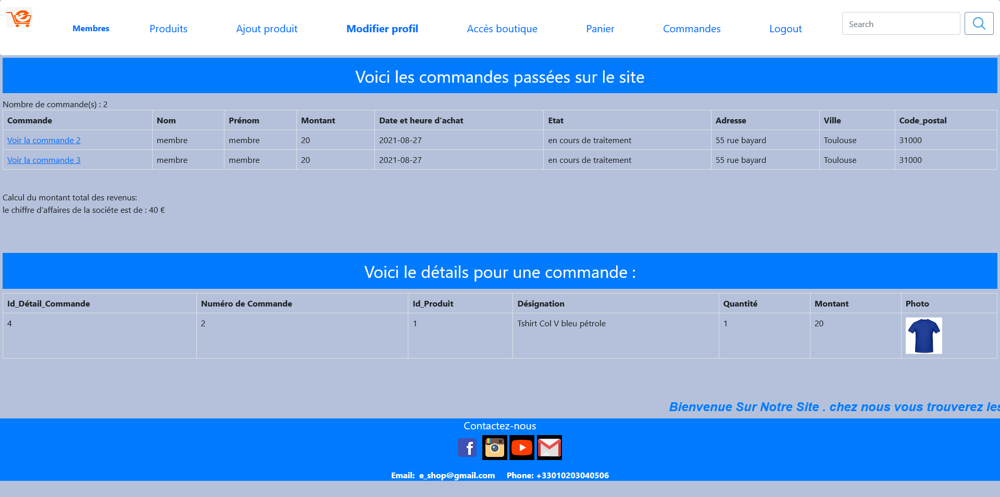 Membres Produits Ajout produit Modifier profil Accès boutique Panier Commandes Logout Search
Voici les commandes passées sur le site
Nombre de commande(s) : 2
Commande Nom Prénom Montant Date et heure d'achat Etat Adresse Ville Code_postal
Voir la commande 2 membre membre 20 2021-08-27 en cours de traitement 55 rue bayard Toulouse 31000
Voir la commande 3 membre membre 20 2021-08-27 en cours de traitement 55 rue bayard Toulouse 31000
Calcul du montant total des revenus:
le chiffre d'affaires de la sociéte est de : 40 €
Voici le détails pour une commande :
Id_Détail_Commande Numéro de Commande Id_Produit Désignation Quantité Montant Photo
4 2 1 Tshirt Col V bleu pétrole 1 20
Bienvenue Sur Notre Site . chez nous vous trouverez les
Contactez-nous
Email: e_shop@gmail.com Phone: +33010203040506